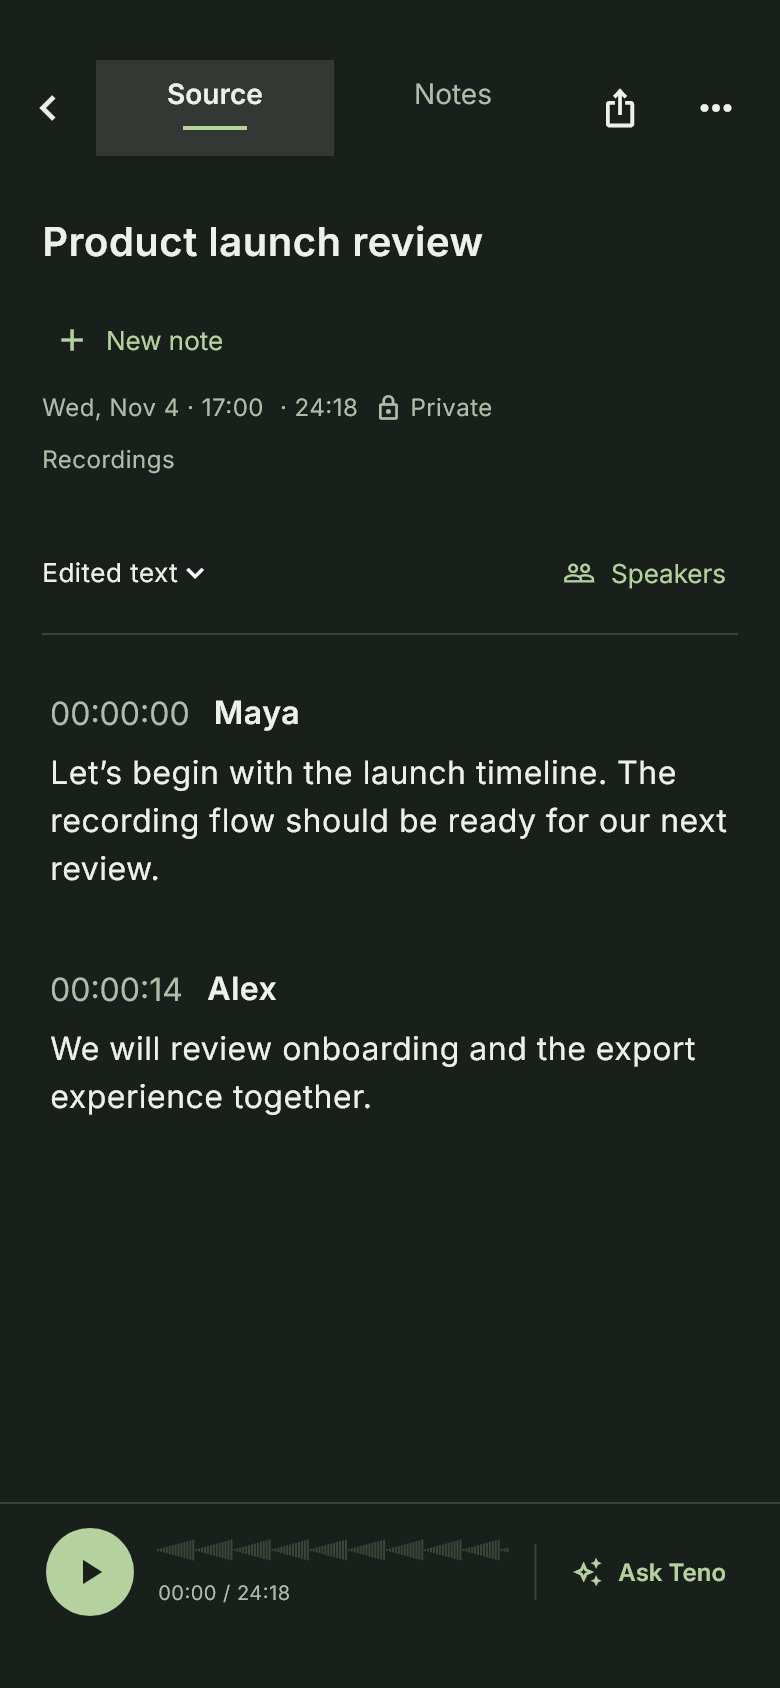 Source
Notes
Product launch review
New note
Wed, Nov 4 · 17:00 · 24:18 Private
Recordings
Edited text
Speakers
00:00:00 Maya
Let’s begin with the launch timeline. The
recording flow should be ready for our next
review.
00:00:14 Alex
We will review onboarding and the export
experience together.
00:00 / 24:18
Ask Teno